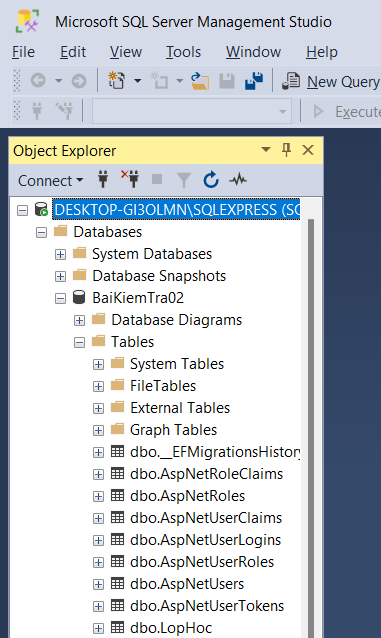 Microsoft SQL Server Management Studio
File Edit View Tools Window Help
New Query
Execute
Object Explorer
Connect
DESKTOP-GI3OLMN\SQLEXPRESS (SQ
Databases
System Databases
Database Snapshots
BaiKiemTra02
Database Diagrams
Tables
System Tables
FileTables
External Tables
Graph Tables
dbo.__EFMigrationsHistory
dbo.AspNetRoleClaims
dbo.AspNetRoles
dbo.AspNetUserClaims
dbo.AspNetUserLogins
dbo.AspNetUserRoles
dbo.AspNetUsers
dbo.AspNetUserTokens
dbo.LopHoc